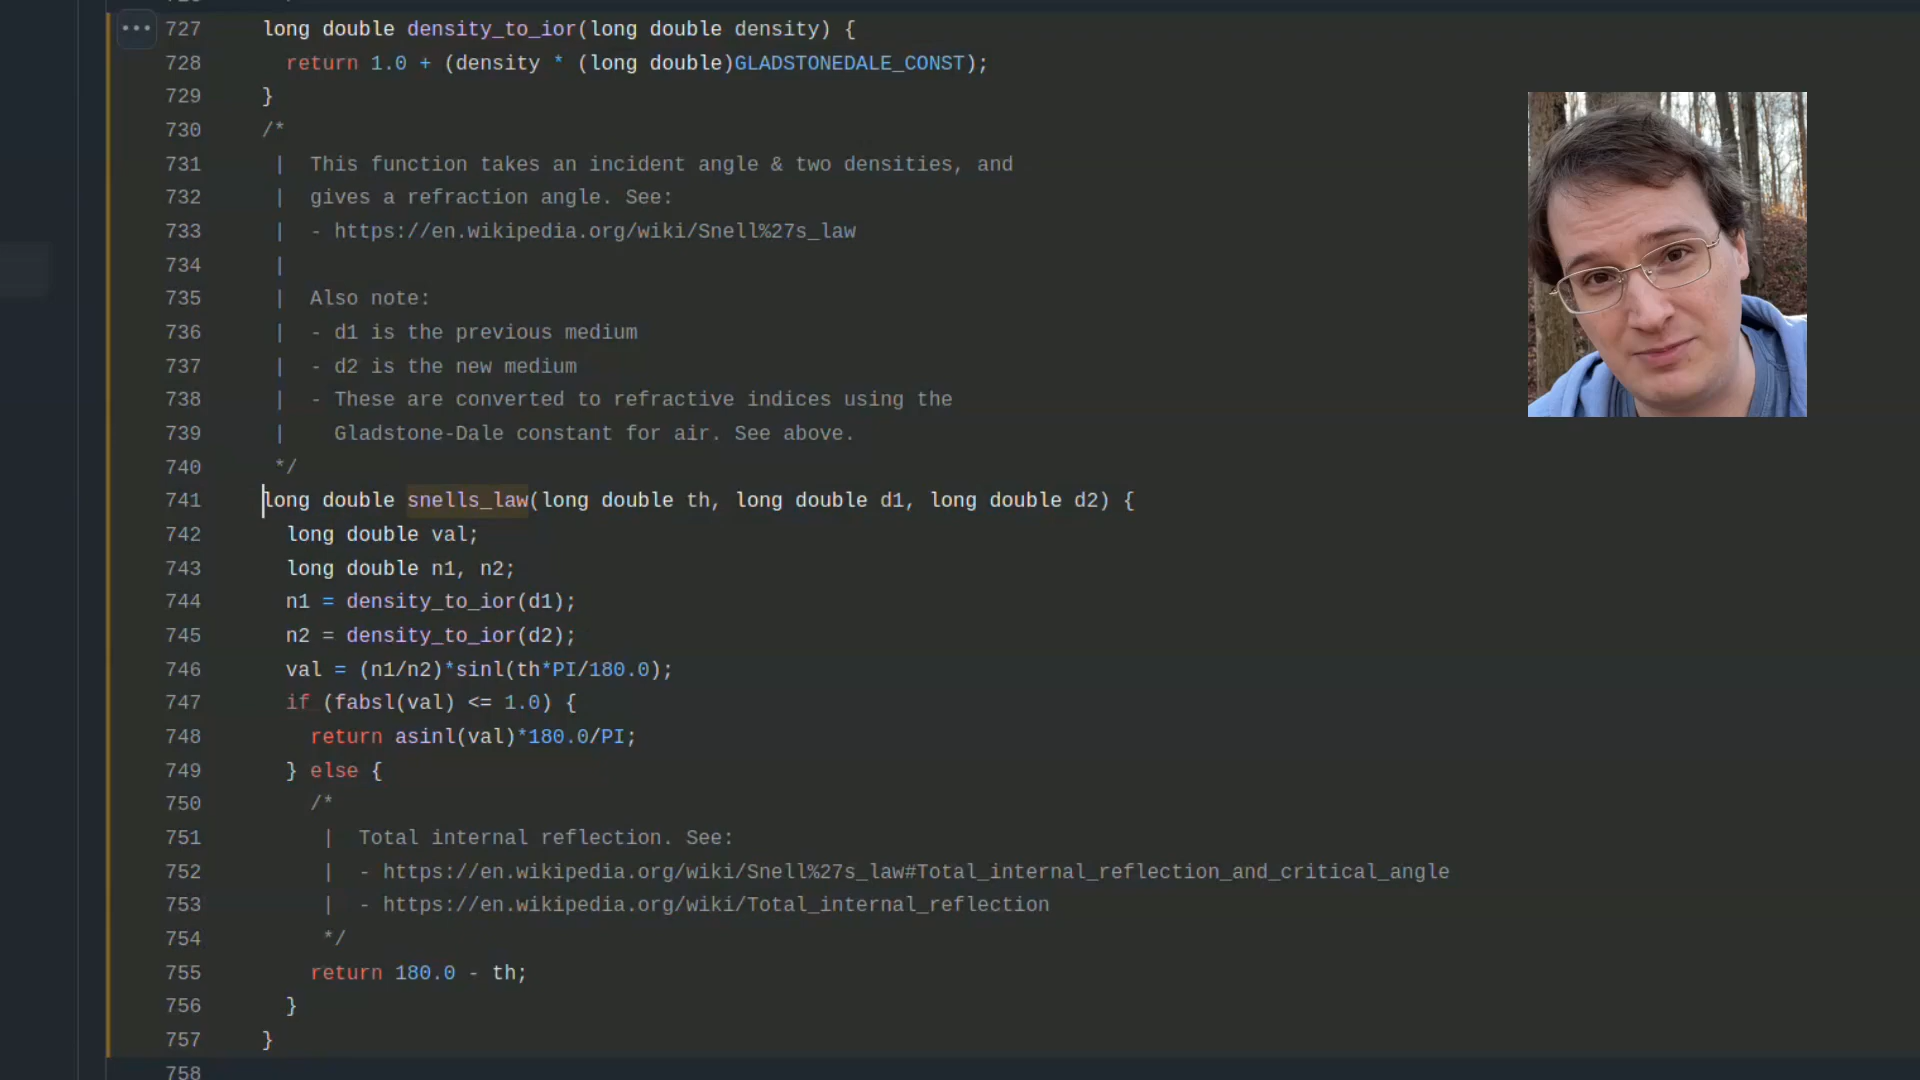 727 long double density_to_ior(long double density) {
728 return 1.0 + (density * (long double)GLADSTONEDALE_CONST);
729 }
730 /*
731 | This function takes an incident angle & two densities, and
732 | gives a refraction angle. See:
733 | - https://en.wikipedia.org/wiki/Snell%27s_law
734 |
735 | Also note:
736 | - d1 is the previous medium
737 | - d2 is the new medium
738 | - These are converted to refractive indices using the
739 | Gladstone-Dale constant for air. See above.
740 */
741 long double snells_law(long double th, long double d1, long double d2) {
742 long double val;
743 long double n1, n2;
744 n1 = density_to_ior(d1);
745 n2 = density_to_ior(d2);
746 val = (n1/n2)*sinl(th*PI/180.0);
747 if (fabsl(val) <= 1.0) {
748 return asinl(val)*180.0/PI;
749 } else {
750 /*
751 | Total internal reflection. See:
752 | - https://en.wikipedia.org/wiki/Snell%27s_law#Total_internal_reflection_and_critical_angle
753 | - https://en.wikipedia.org/wiki/Total_internal_reflection
754 */
755 return 180.0 - th;
756 }
757 }
758